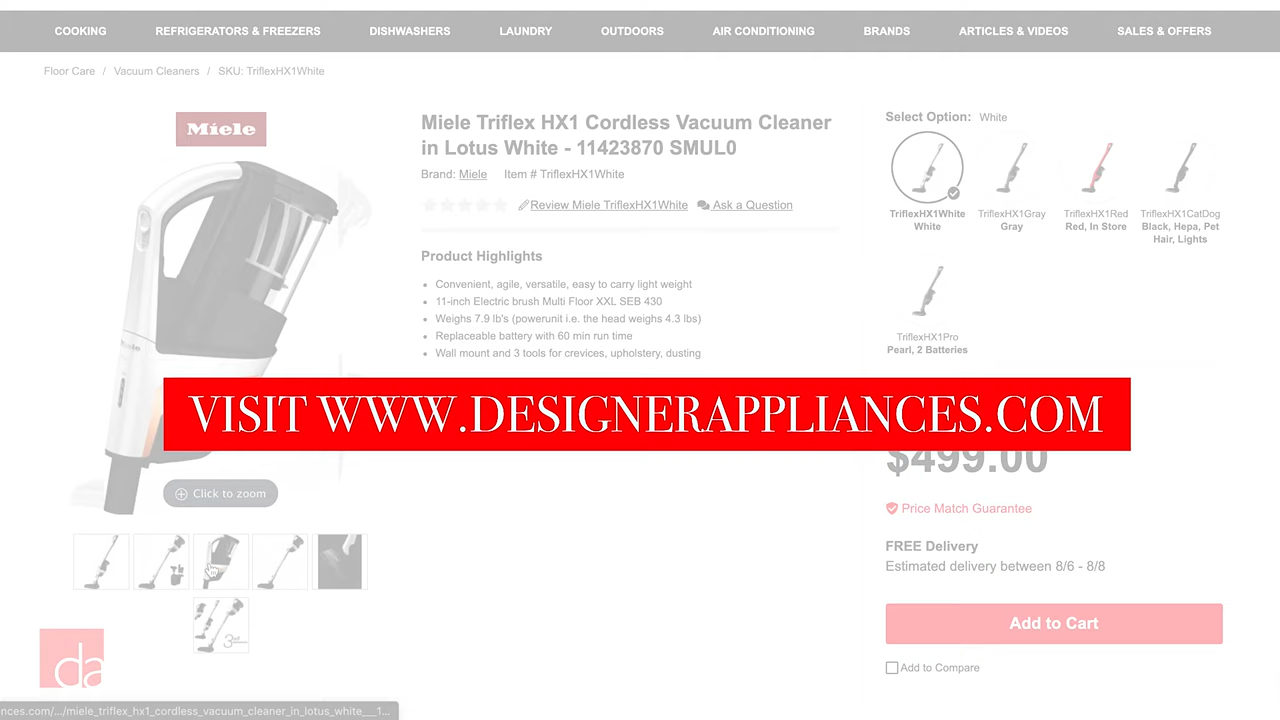 COOKING REFRIGERATORS & FREEZERS DISHWASHERS LAUNDRY OUTDOORS AIR CONDITIONING BRANDS ARTICLES & VIDEOS SALES & OFFERS
Floor Care / Vacuum Cleaners / SKU: TriflexHX1White
Miele
Miele Triflex HX1 Cordless Vacuum Cleaner
in Lotus White - 11423870 SMUL0
Brand: Miele Item # TriflexHX1White
Review Miele TriflexHX1White Ask a Question
Product Highlights
Convenient, agile, versatile, easy to carry light weight
11-inch Electric brush Multi Floor XXL SEB 430
Weighs 7.9 lb's (powerunit i.e. the head weighs 4.3 lbs)
Replaceable battery with 60 min run time
Wall mount and 3 tools for crevices, upholstery, dusting
Select Option: White
TriflexHX1White
White
TriflexHX1Gray
Gray
TriflexHX1Red
Red, In Store
TriflexHX1CatDog
Black, Hepa, Pet
Hair, Lights
TriflexHX1Pro
Pearl, 2 Batteries
VISIT WWW.DESIGNERAPPLIANCES.COM
$499.00
Click to zoom
Price Match Guarantee
FREE Delivery
Estimated delivery between 8/6 - 8/8
Add to Cart
Add to Compare
da
nces.com/.../miele_triflex_hx1_cordless_vacuum_cleaner_in_lotus_white___1...